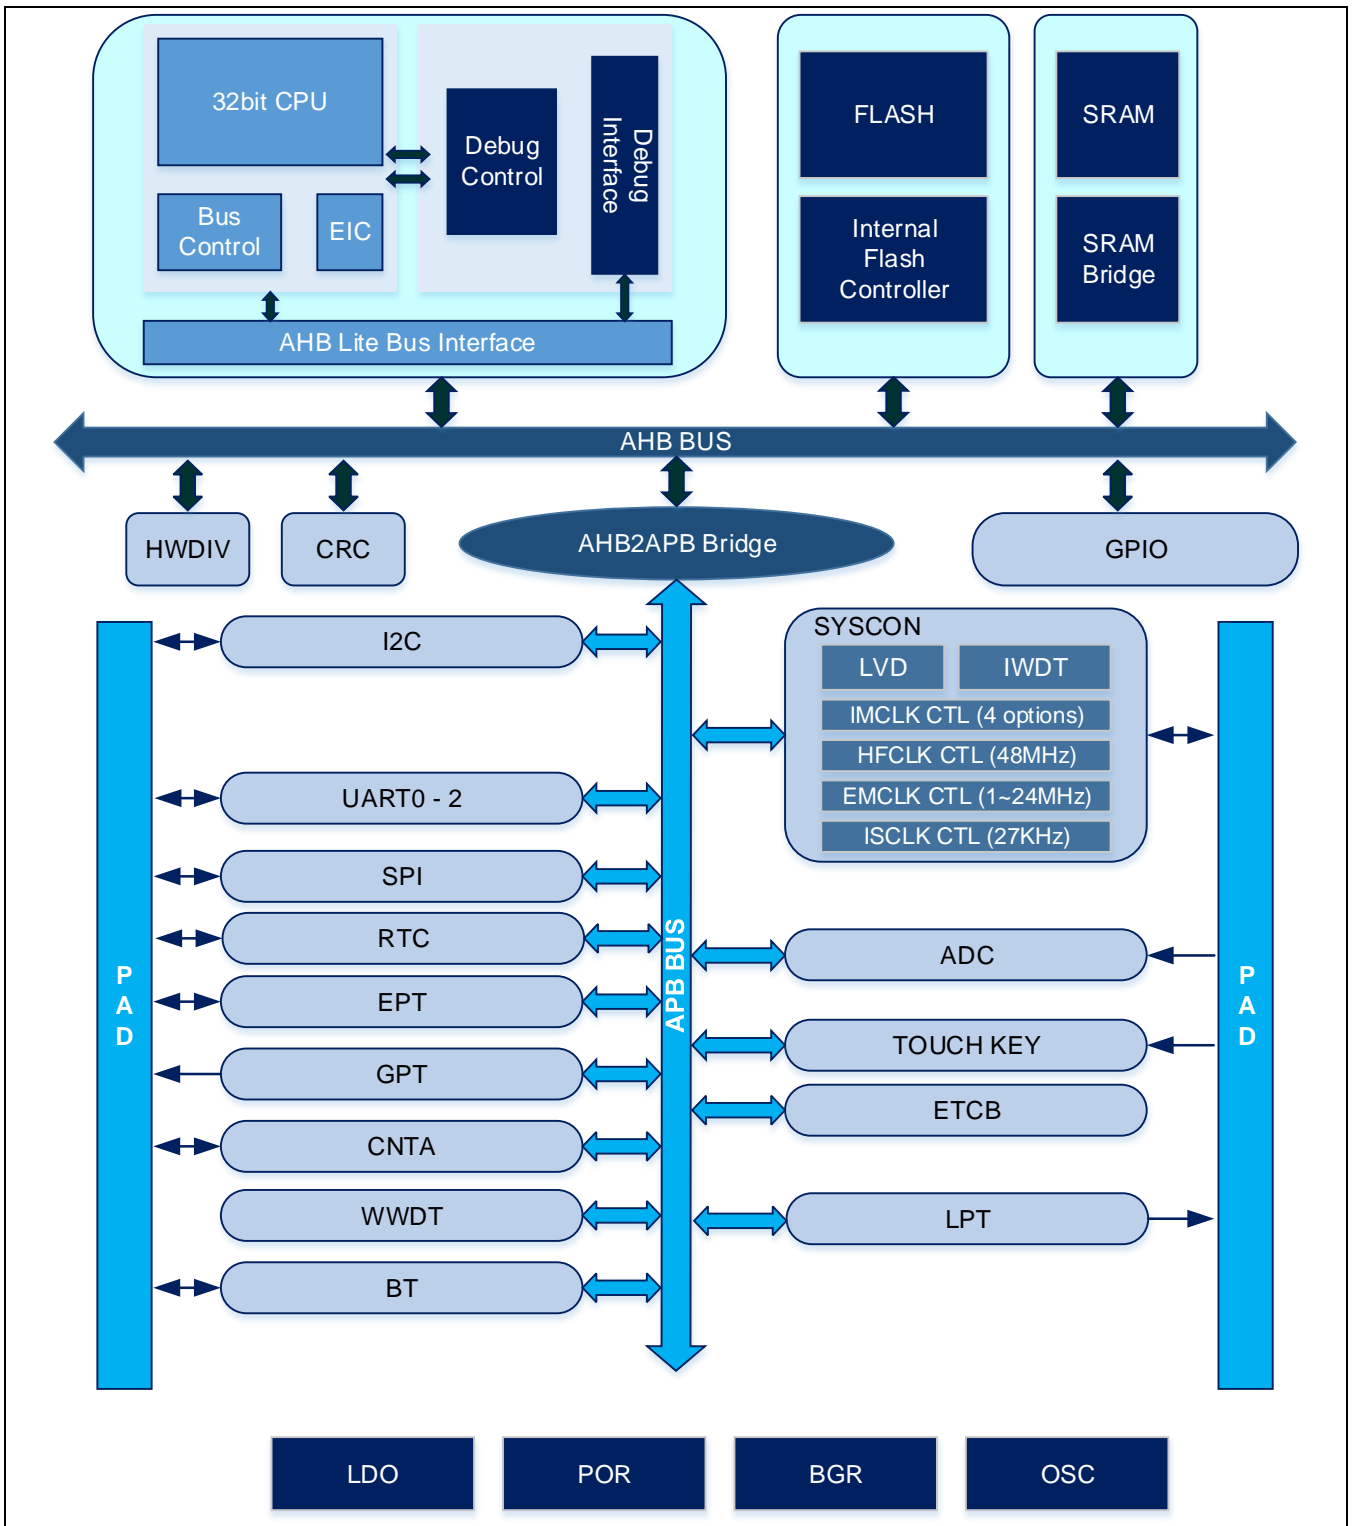 32bit CPU
Bus
Control
EIC
Debug
Control
Debug
Interface
AHB Lite Bus Interface
FLASH
Internal
Flash
Controller
SRAM
SRAM
Bridge
AHB BUS
HWDIV
CRC
AHB2APB Bridge
GPIO
PAD
I2C
UART0 - 2
SPI
RTC
EPT
GPT
CNTA
WWDT
BT
APB BUS
SYSCON
LVD
IWDT
IMCLK CTL (4 options)
HFCLK CTL (48MHz)
EMCLK CTL (1~24MHz)
ISCLK CTL (27KHz)
ADC
TOUCH KEY
ETCB
LPT
PAD
LDO
POR
BGR
OSC